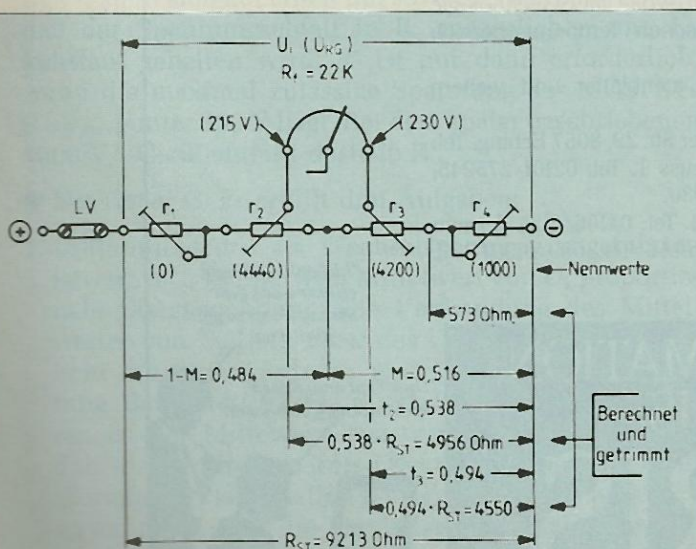 U₁ (U_RG)
R₁ = 22 K
(215 V) (230 V)
LV r₁ r₂ r₃ r₄
(0) (4440) (4200) (1000) Nennwerte
573 Ohm
1-M=0,484 M=0,516
t₂=0,538
0,538 · R_ST=4956 Ohm
t₃=0,494
0,494 · R_ST=4550
R_ST=9213 Ohm
Berechnet
und
getrimmt